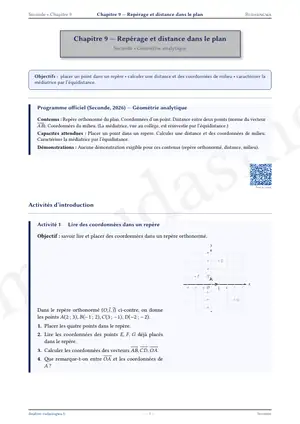 Seconde • Chapitre 9
Chapitre 9 — Repérage et distance dans le plan
Chapitre 9 — Repérage et distance dans le plan
Seconde • Géométrie analytique
Objectifs : placer un point dans un repère • calculer une distance et des coordonnées de milieu • caractériser la
médiatrice par l'équidistance.
Programme officiel (Seconde, 2026) — Géométrie analytique
Contenus : Repère orthonormé du plan. Coordonnées d'un point. Distance entre deux points (norme du vecteur
AB). Coordonnées du milieu. (La médiatrice, vue au collège, est réinvestie par l'équidistance.)
Capacités attendues : Placer un point dans un repère. Calculer une distance et des coordonnées de milieu.
Caractériser la médiatrice par équidistance.
Démonstrations : Aucune démonstration exigible pour ces contenus (repère orthonormé, distance, milieu).
Activités d'introduction
Activité 1 Lire des coordonnées dans un repère
Objectif : savoir lire et placer des coordonnées dans un repère orthonormé.
Dans le repère orthonormé (O, i, j) ci-contre, on donne
les points A(2 ; 3), B(−1 ; 2), C(3 ; −1), D(−2 ; −2).
1. Placer les quatre points dans le repère.
2. Lire les coordonnées des points E, F, G déjà placés
dans le repère.
3. Calculer les coordonnées des vecteurs AB, CD, OA.
4. Que remarque-t-on entre OA et les coordonnées de
A ?
— 1 —